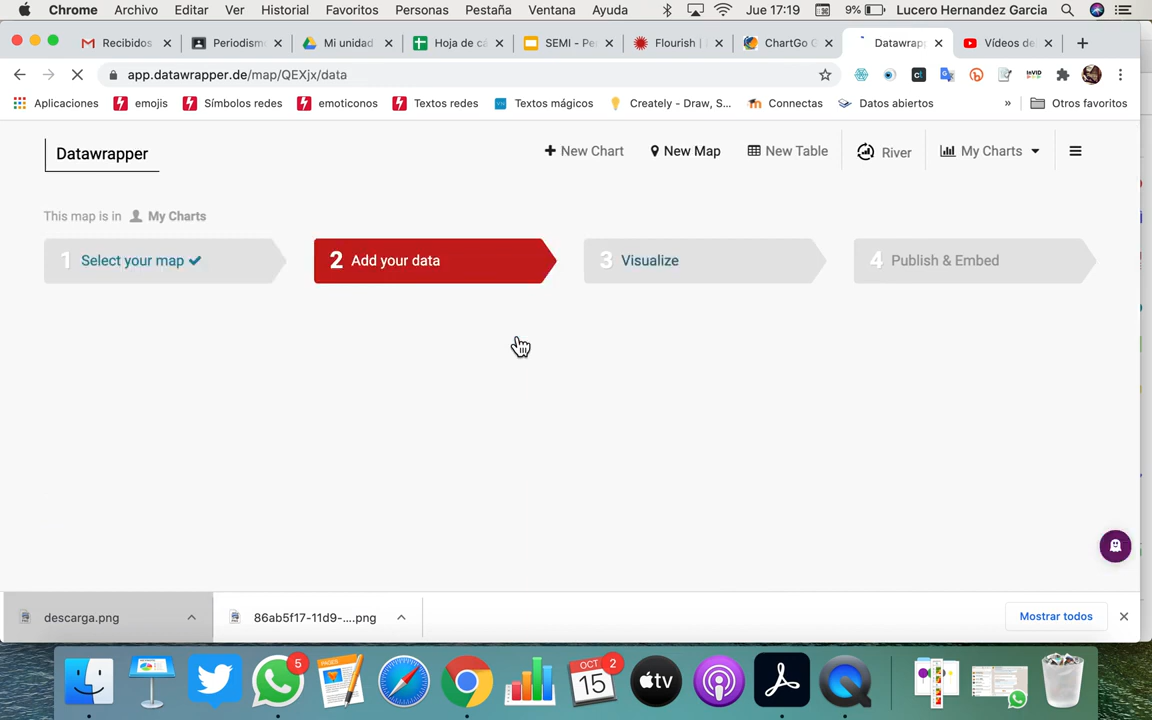 Chrome Archivo Editar Ver Historial Favoritos Personas Pestaña Ventana Ayuda Jue 17:19 9% Lucero Hernandez Garcia
Recibidos Periodism Mi unidad Hoja de cá SEMI - Pe Flourish | ChartGo G Datawrapp Vídeos de
app.datawrapper.de/map/QEXjx/data
Aplicaciones emojis Símbolos redes emoticonos Textos redes Textos mágicos Creately - Draw, S... Connectas Datos abiertos » Otros favoritos
Datawrapper New Chart New Map New Table River My Charts
This map is in My Charts
1 Select your map 2 Add your data 3 Visualize 4 Publish & Embed
descarga.png 86ab5f17-11d9-....png Mostrar todos
5 OCT 2
15 tv